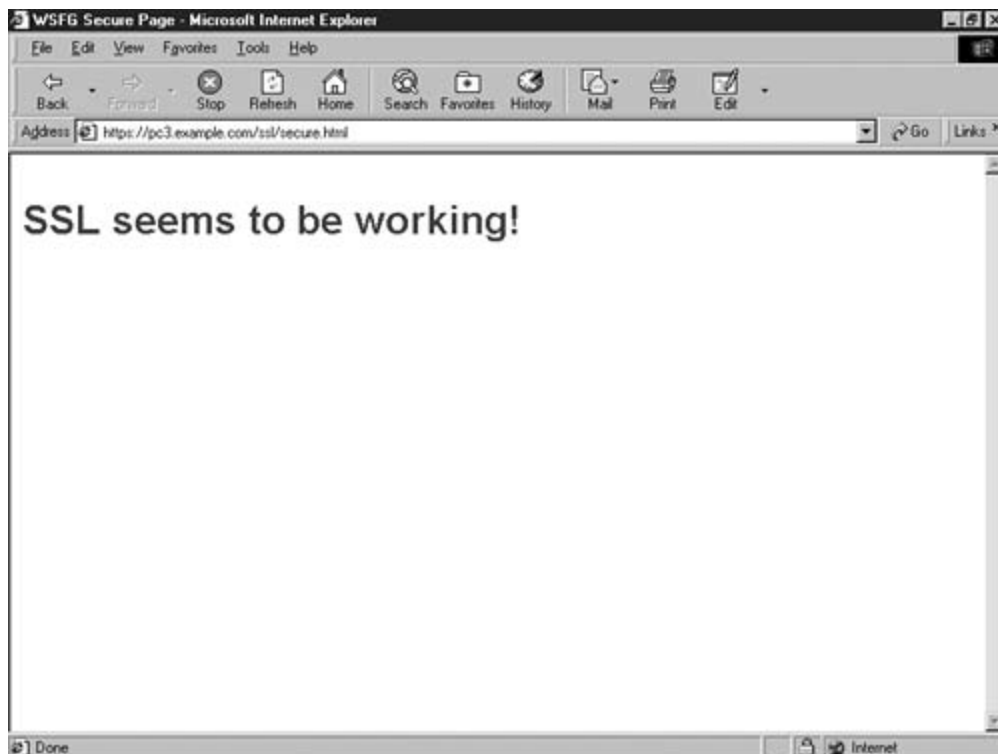 WSFG Secure Page - Microsoft Internet Explorer
File Edit View Favorites Tools Help
Back Forward Stop Refresh Home Search Favorites History Mail Print Edit
Address https://pc3.example.com/ssl/secure.html Go Links
SSL seems to be working!
Done Internet